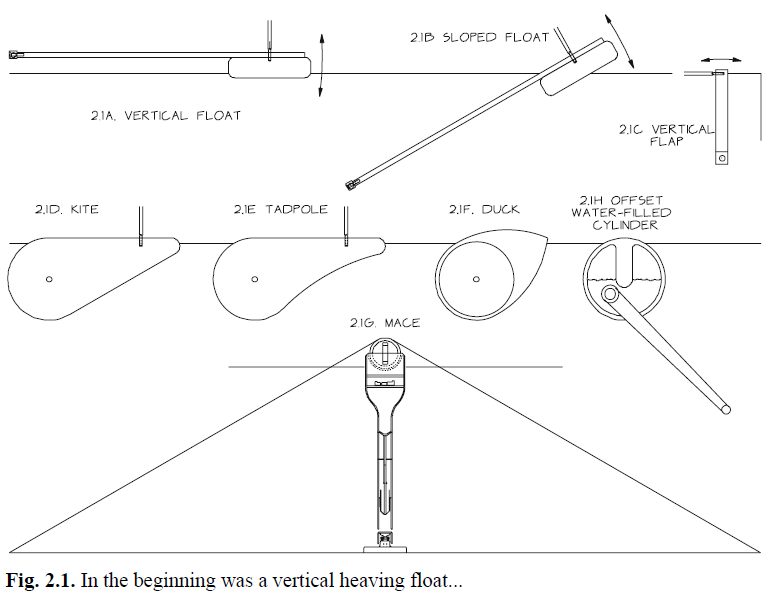 2.1B SLOPED FLOAT
2.1A. VERTICAL FLOAT
2.1C VERTICAL
FLAP
2.1D. KITE
2.1E TADPOLE
2.1F. DUCK
2.1H OFFSET
WATER-FILLED
CYLINDER
2.1G. MACE
Fig. 2.1. In the beginning was a vertical heaving float...